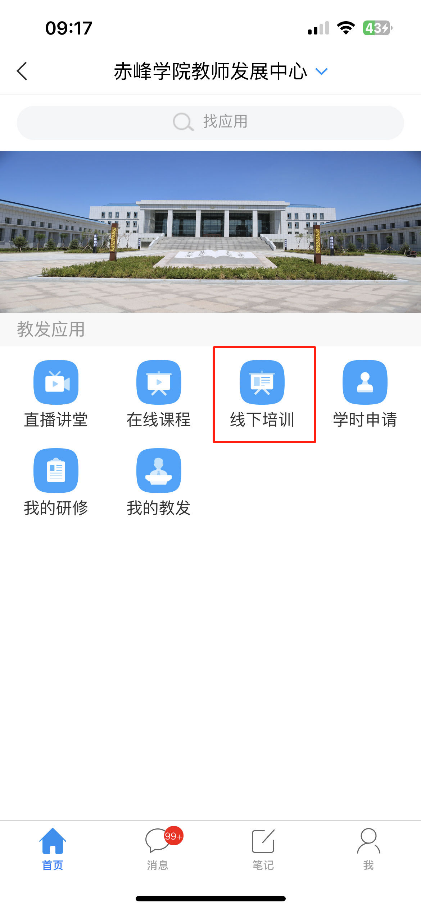 09:17
43
赤峰学院教师发展中心
找应用
教发应用
直播讲堂
在线课程
线下培训
学时申请
我的研修
我的教发
99+
首页
消息
笔记
我